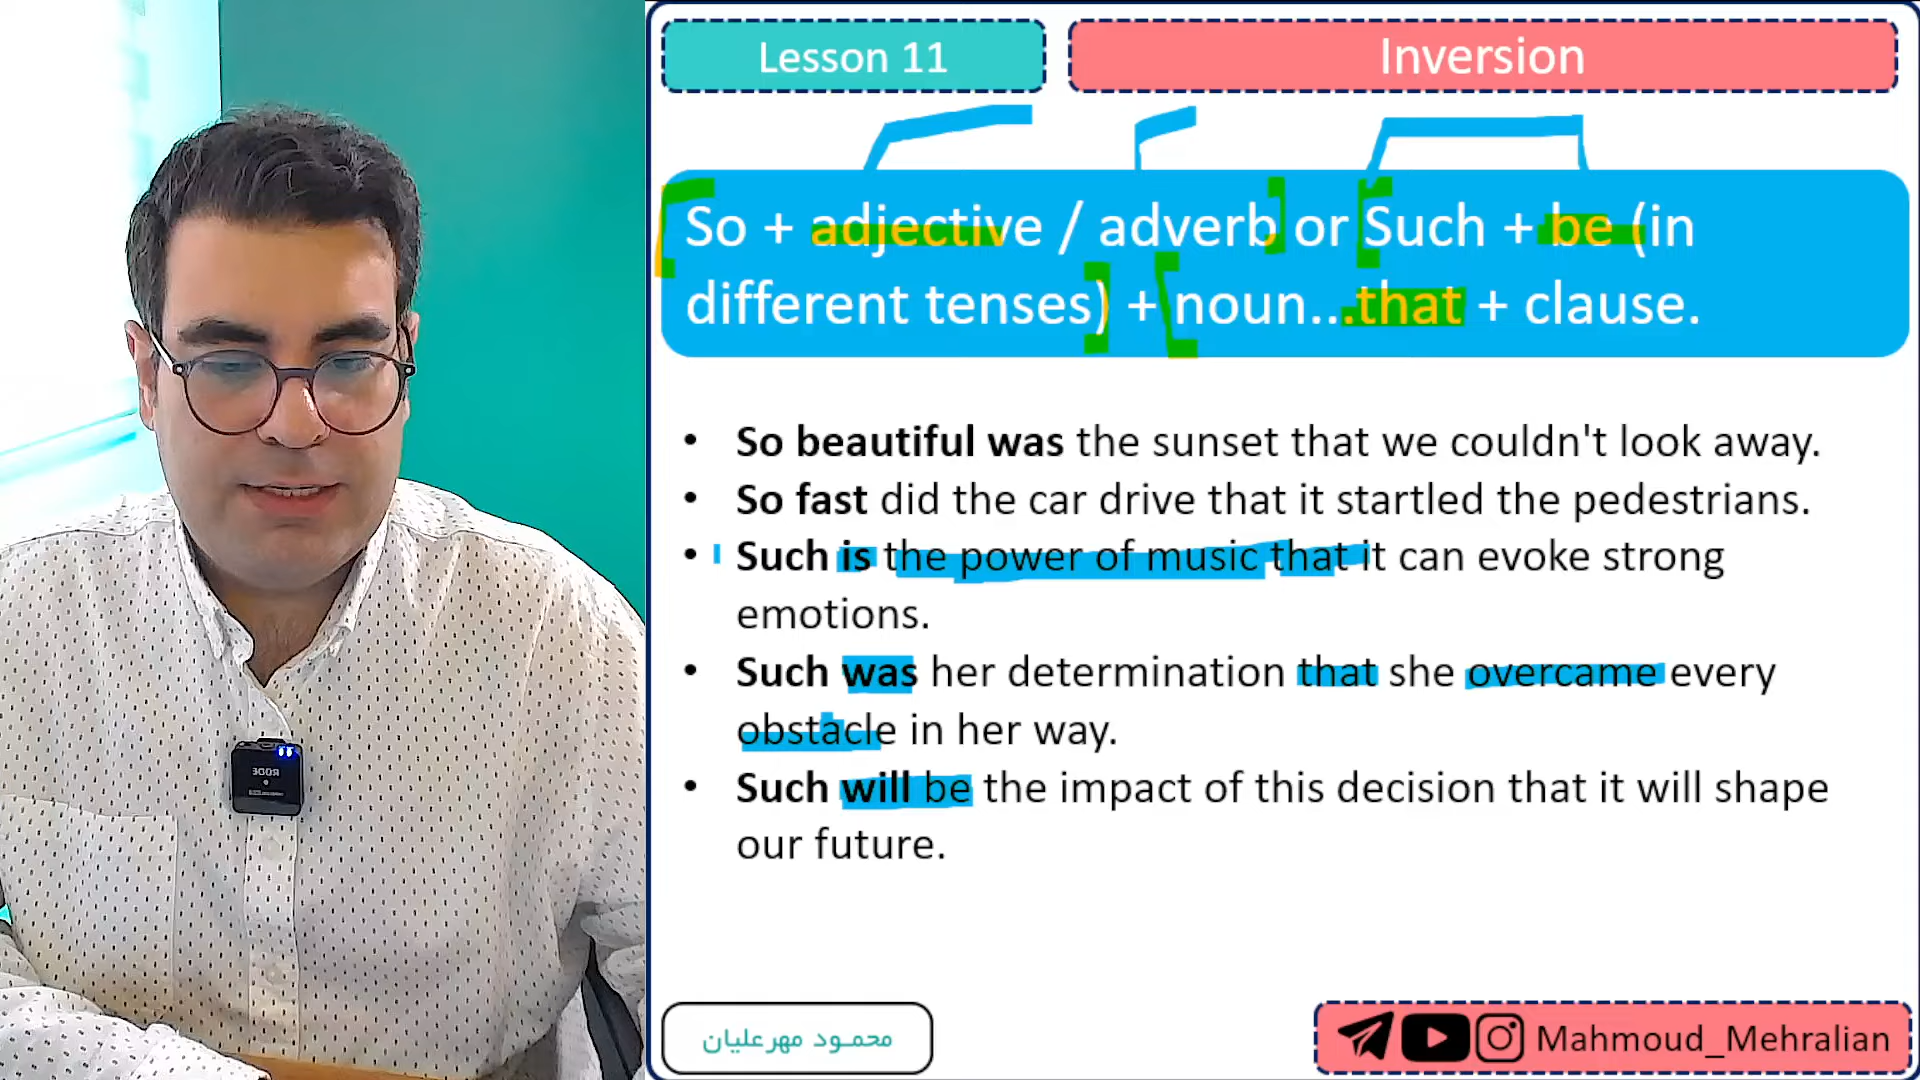 Lesson 11
Inversion
So + adjective / adverb or Such + be (in
different tenses) + noun...that + clause.
• So beautiful was the sunset that we couldn't look away.
• So fast did the car drive that it startled the pedestrians.
• Such is the power of music that it can evoke strong
emotions.
• Such was her determination that she overcame every
obstacle in her way.
• Such will be the impact of this decision that it will shape
our future.
RODE
محمود مهرعلیان
Mahmoud_Mehralian